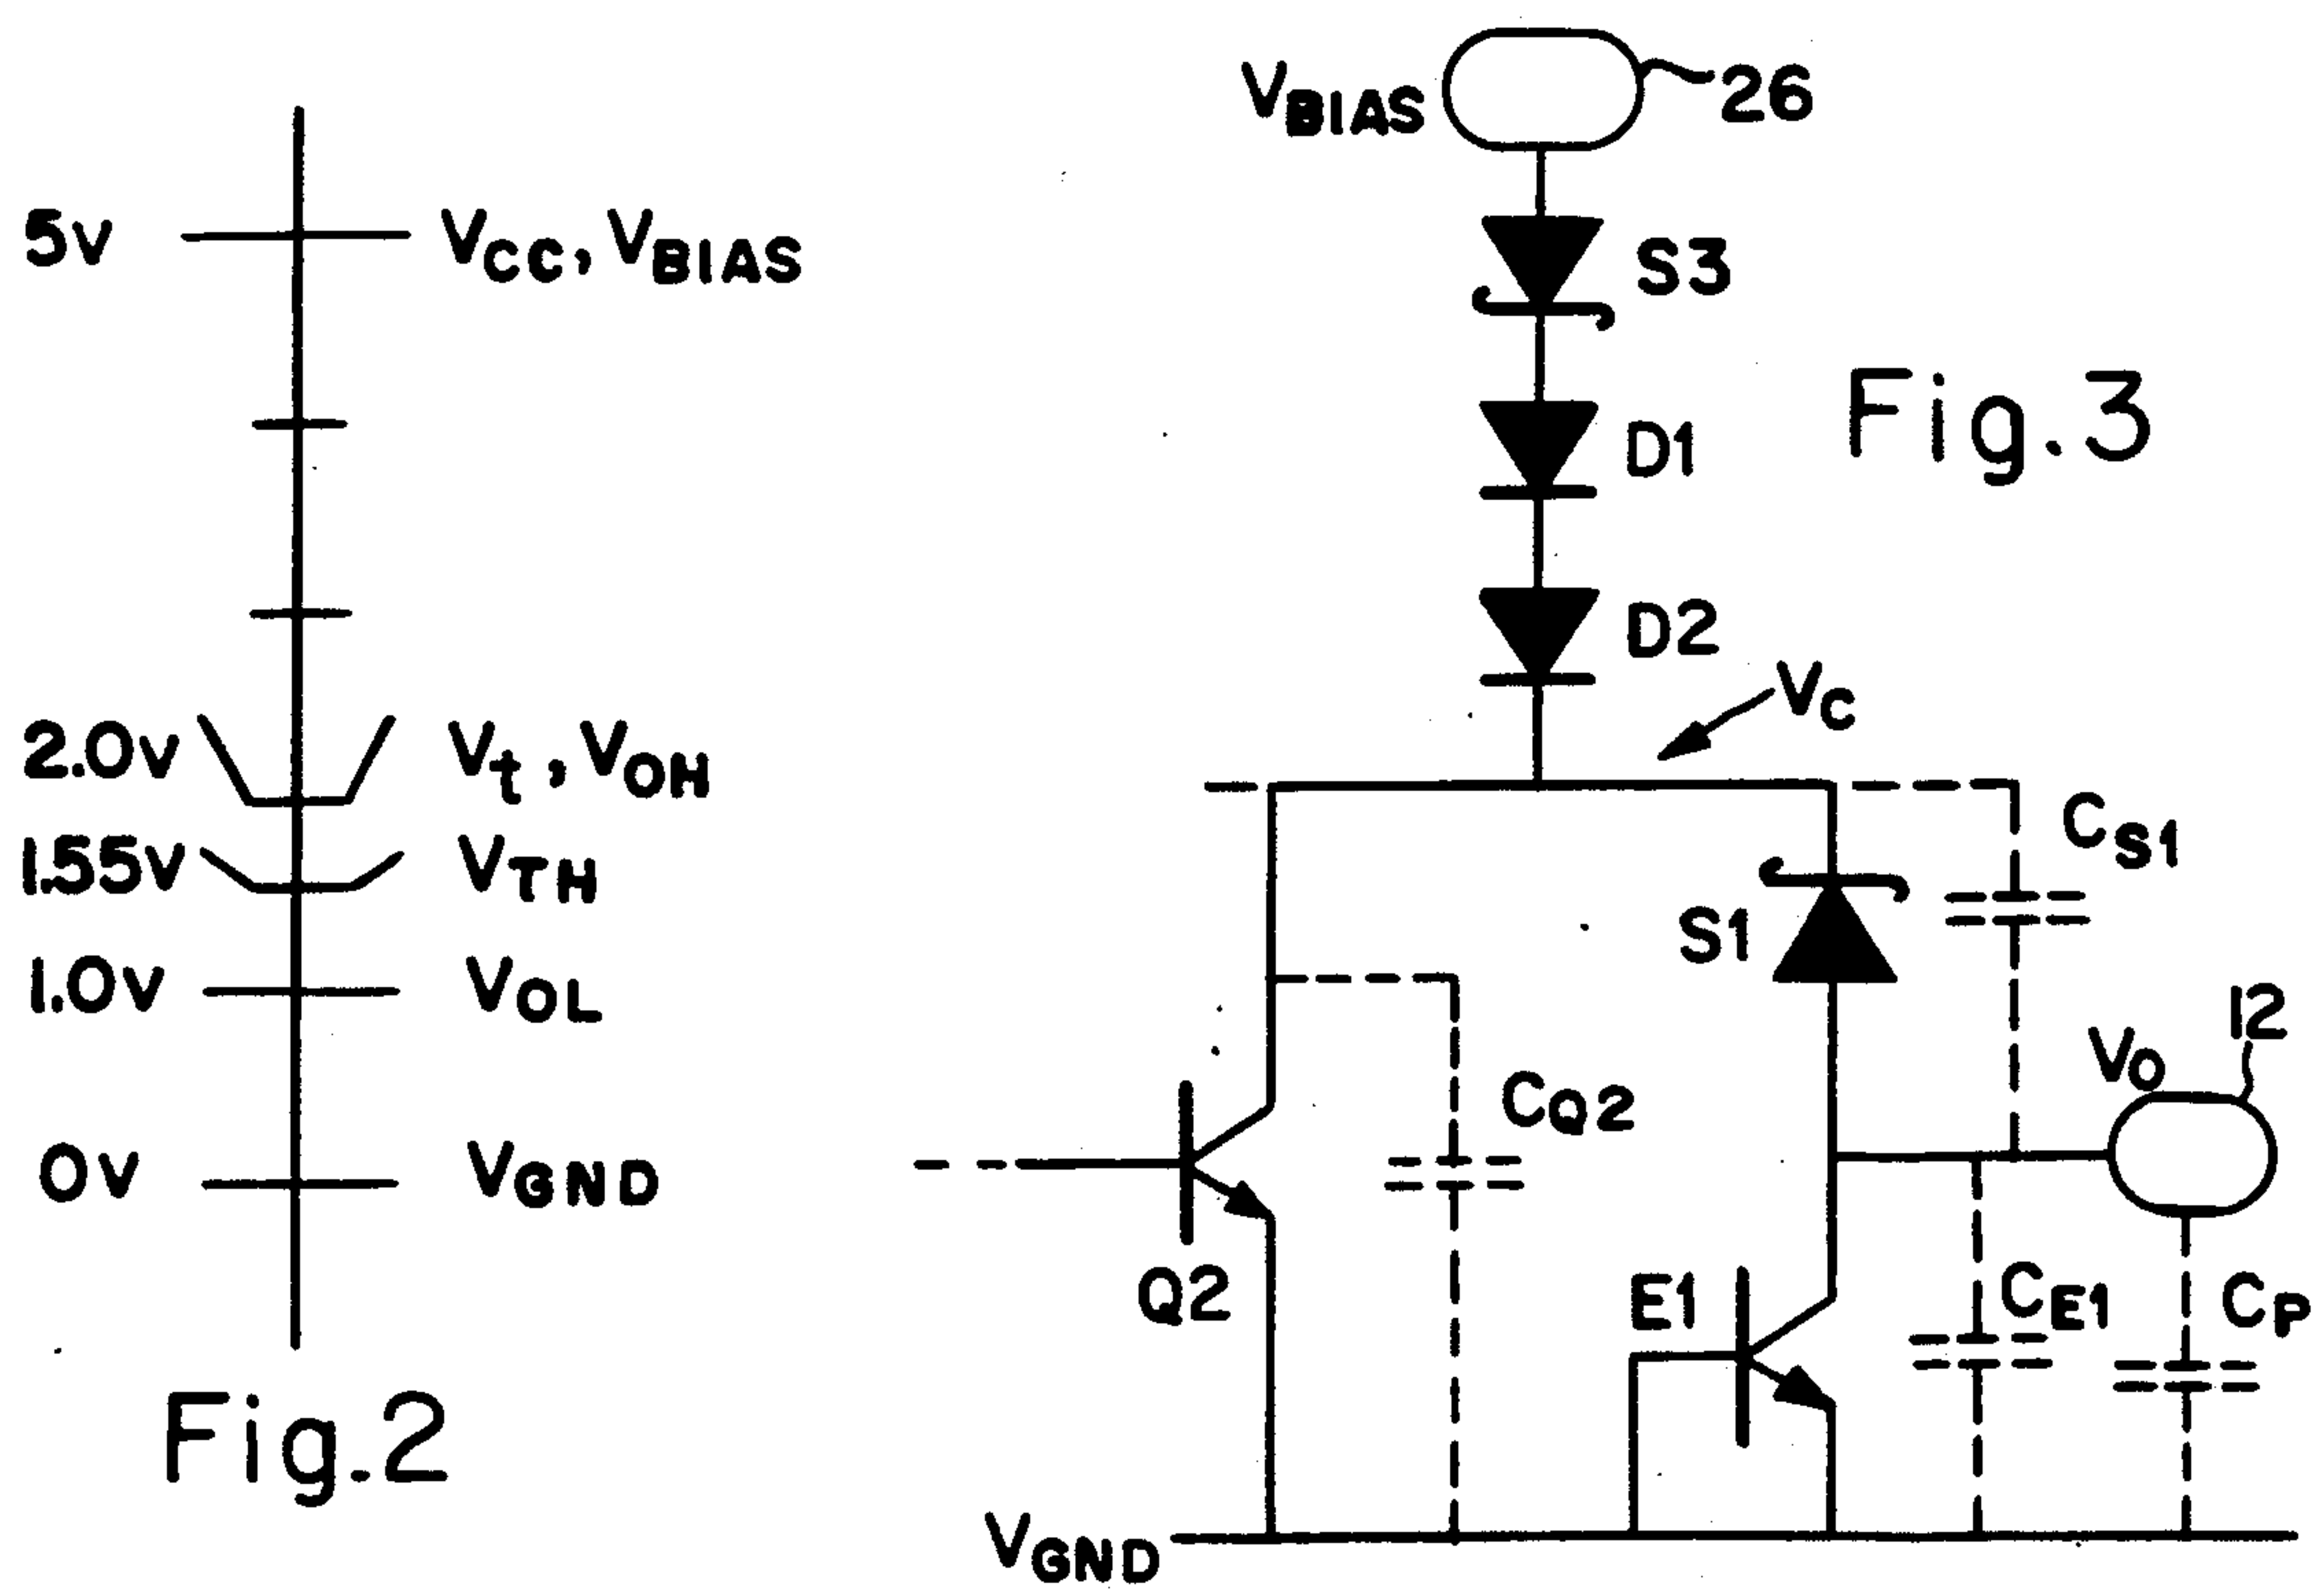 5V VCC, VBIAS
2.0V Vt, VOH
1.55V VTH
1.0V VOL
0V VGND
Fig.2
VBIAS 26
S3
Fig.3
D1
D2
VC
CS1
S1
12
VO
CQ2
Q2
E1
CE1
CP
VGND